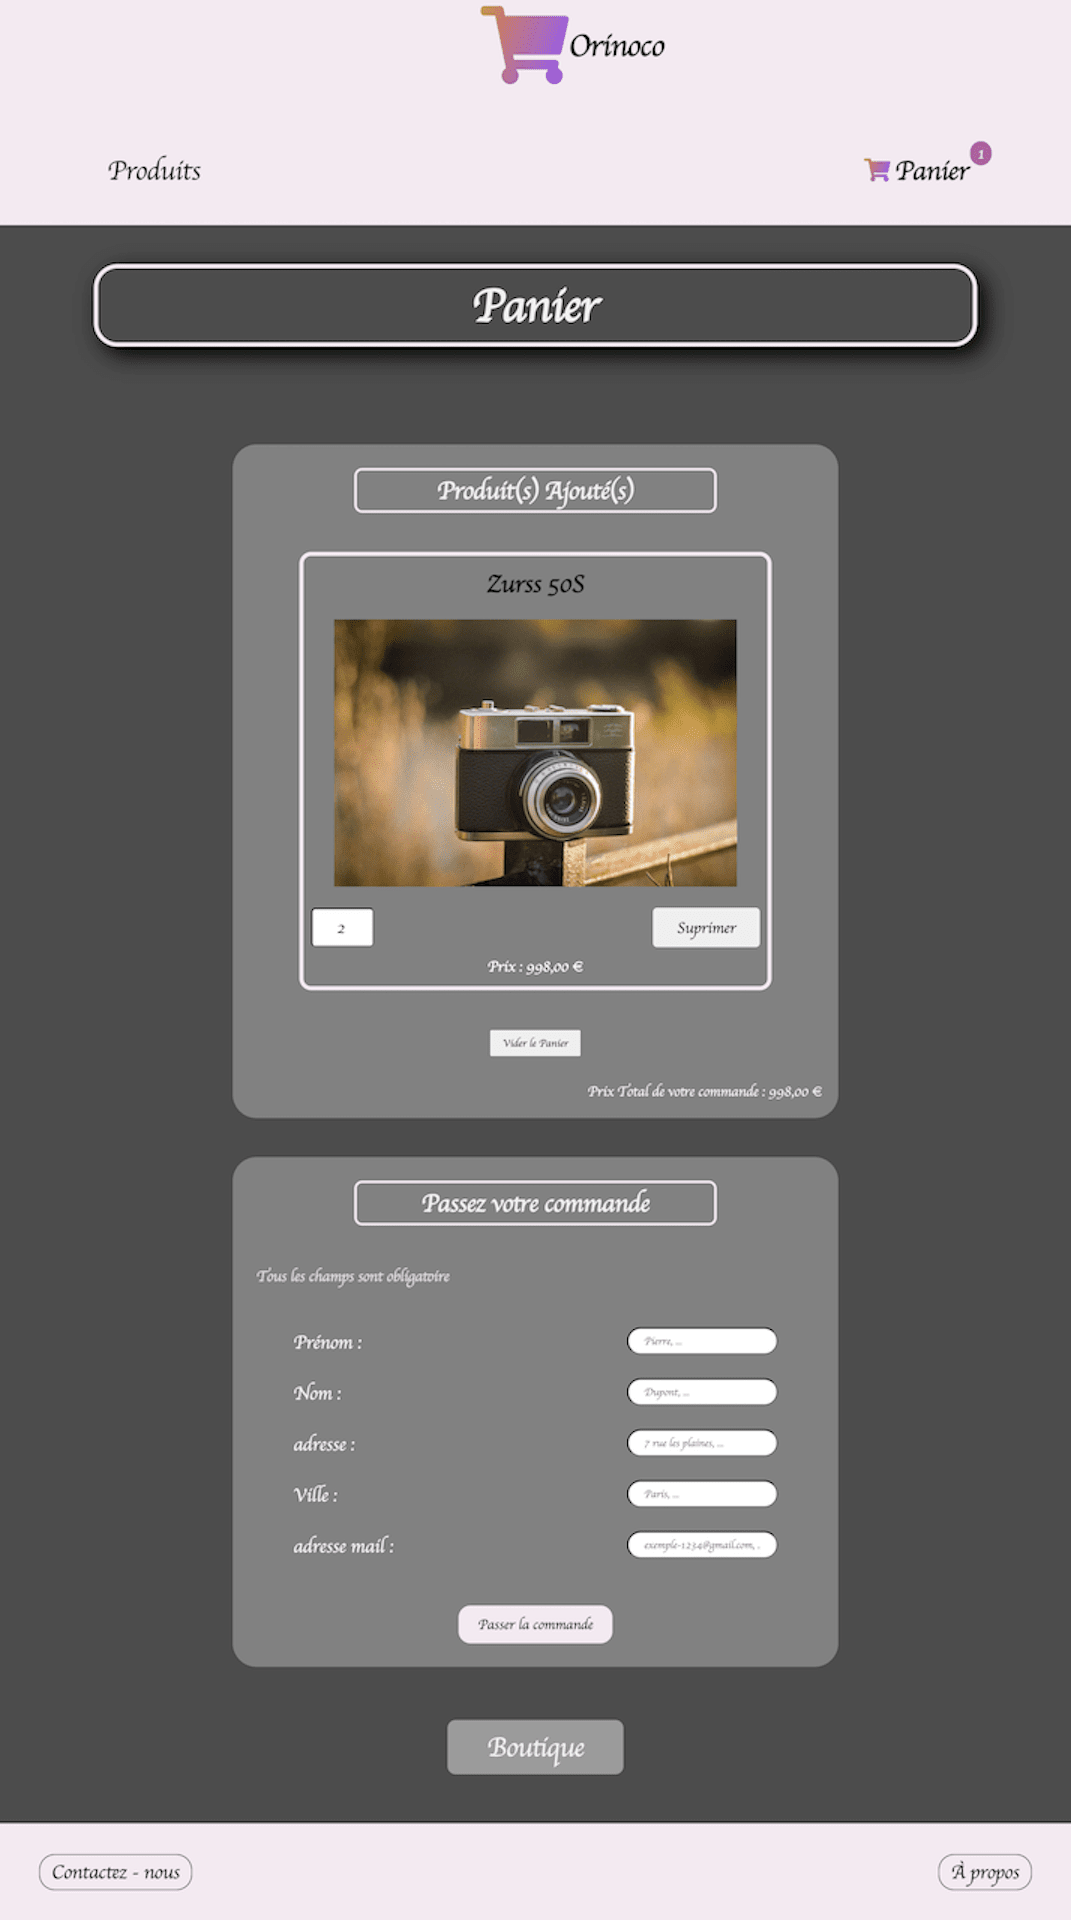 Orinoco
Produits
Panier 1
Panier
Produit(s) Ajouté(s)
Zurss 50S
2
Suprimer
Prix : 998,00 €
Vider le Panier
Prix Total de votre commande : 998,00 €
Passez votre commande
Tous les champs sont obligatoire
Prénom : Pierre, ...
Nom : Dupont, ...
adresse : 7 rue les plaines, ...
Ville : Paris, ...
adresse mail : exemple-1234@gmail.com, .
Passer la commande
Boutique
Contactez - nous
À propos